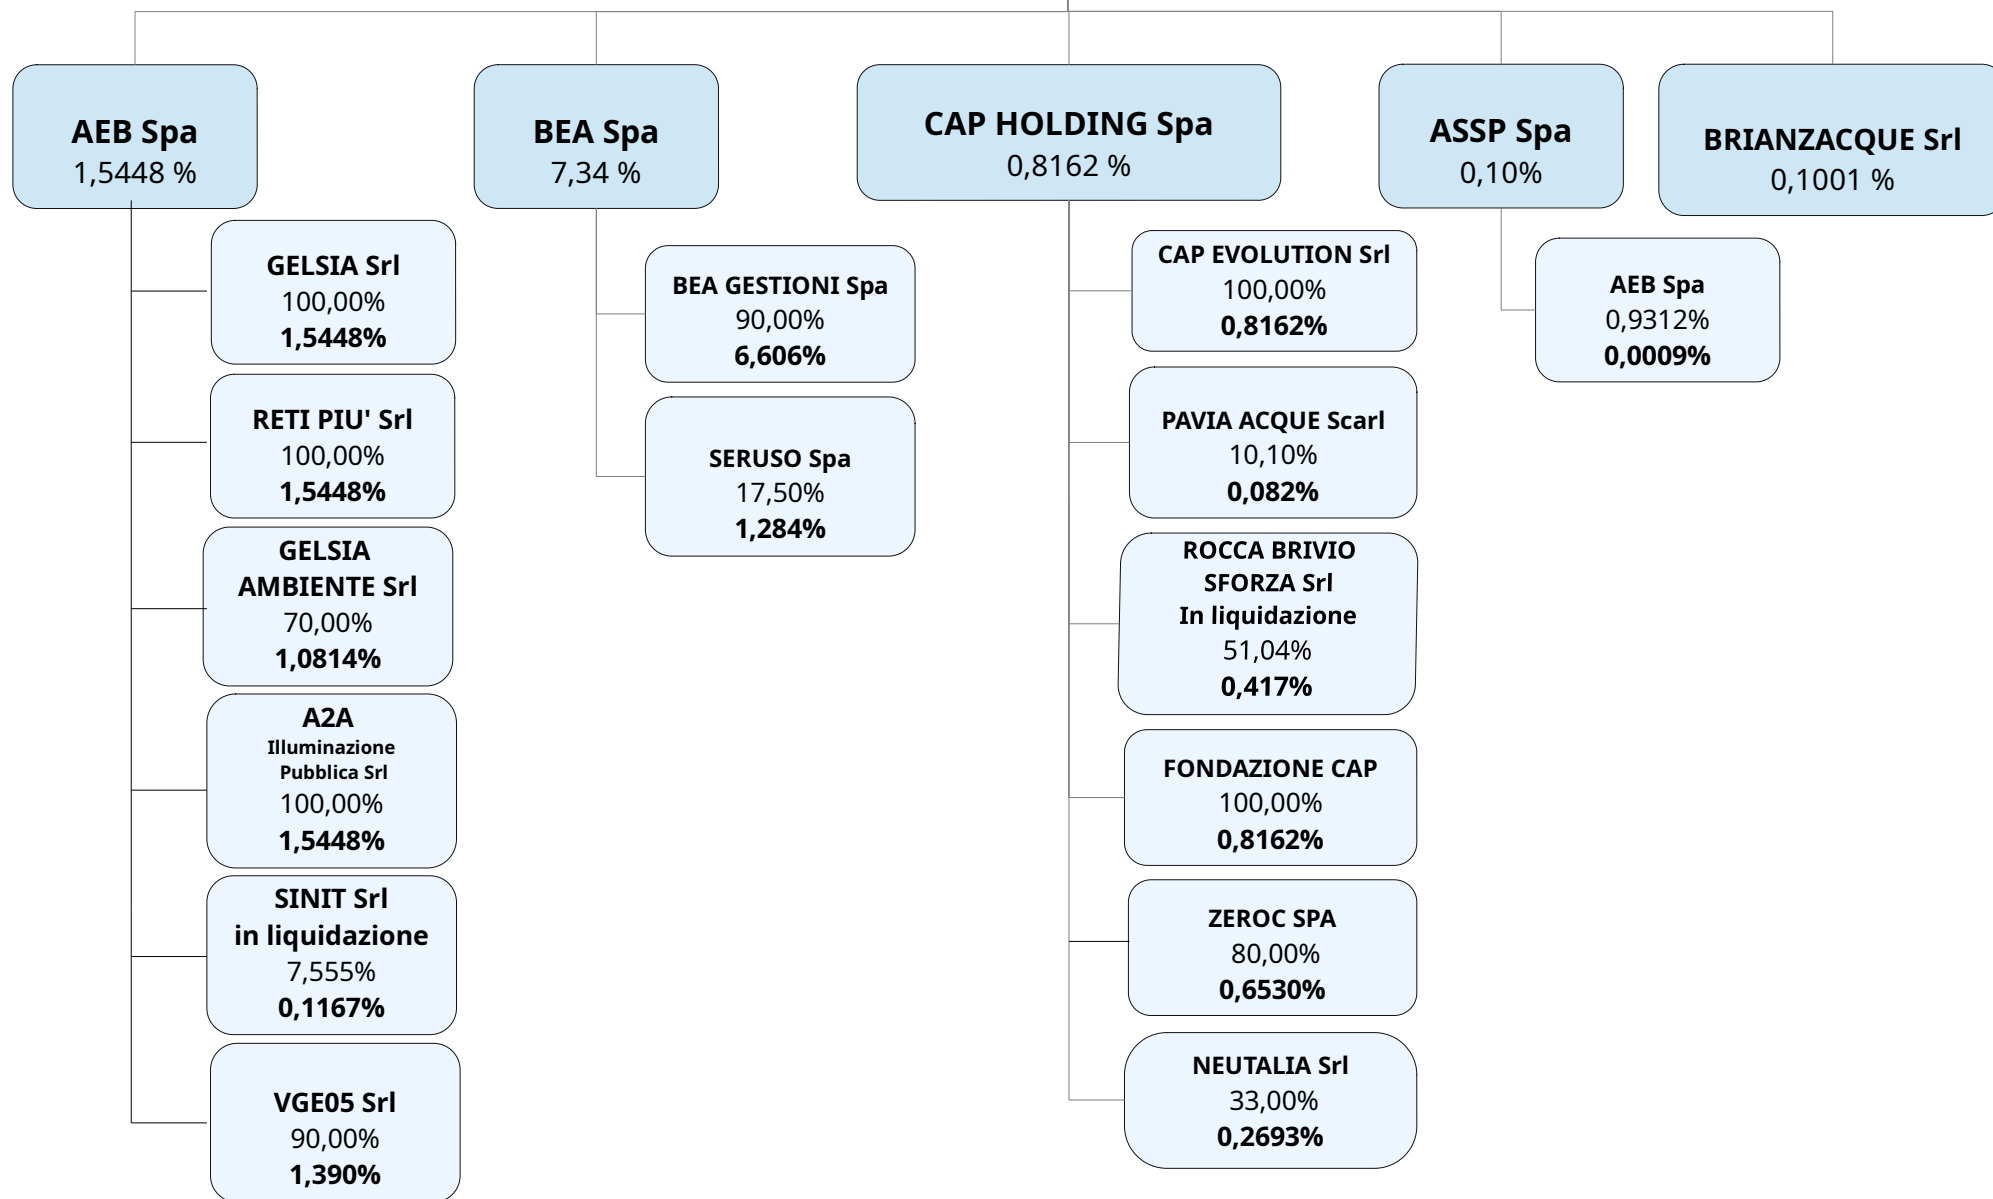 AEB Spa
1,5448 %
BEA Spa
7,34 %
CAP HOLDING Spa
0,8162 %
ASSP Spa
0,10%
BRIANZACQUE Srl
0,1001 %
GELSIA Srl
100,00%
1,5448%
RETI PIU' Srl
100,00%
1,5448%
GELSIA
AMBIENTE Srl
70,00%
1,0814%
A2A
Illuminazione
Pubblica Srl
100,00%
1,5448%
SINIT Srl
in liquidazione
7,555%
0,1167%
VGE05 Srl
90,00%
1,390%
BEA GESTIONI Spa
90,00%
6,606%
SERUSO Spa
17,50%
1,284%
CAP EVOLUTION Srl
100,00%
0,8162%
PAVIA ACQUE Scarl
10,10%
0,082%
ROCCA BRIVIO
SFORZA Srl
In liquidazione
51,04%
0,417%
FONDAZIONE CAP
100,00%
0,8162%
ZEROC SPA
80,00%
0,6530%
NEUTALIA Srl
33,00%
0,2693%
AEB Spa
0,9312%
0,0009%